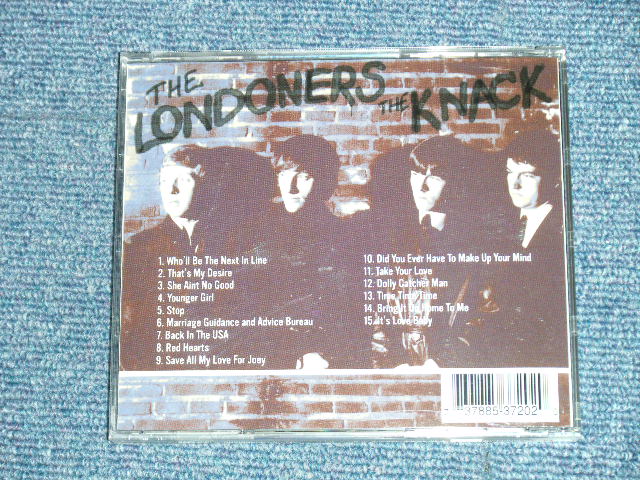 THE
LONDONERS THE KNACK
1. Who'll Be The Next In Line
2. That's My Desire
3. She Aint No Good
4. Younger Girl
5. Stop
6. Marriage Guidance and Advice Bureau
7. Back In The USA
8. Red Hearts
9. Save All My Love For Joey
10. Did You Ever Have To Make Up Your Mind
11. Take Your Love
12. Dolly Catcher Man
13. Time Time Time
14. Bring It On Home To Me
15. It's Love Baby
37885-37202